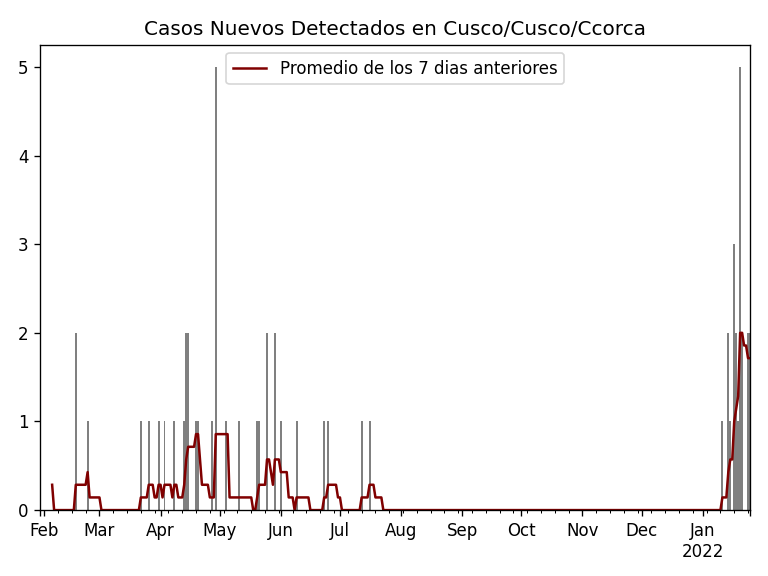 Casos Nuevos Detectados en Cusco/Cusco/Ccorca
Promedio de los 7 dias anteriores
5
4
3
2
1
0
Feb Mar Apr May Jun Jul Aug Sep Oct Nov Dec Jan
2022